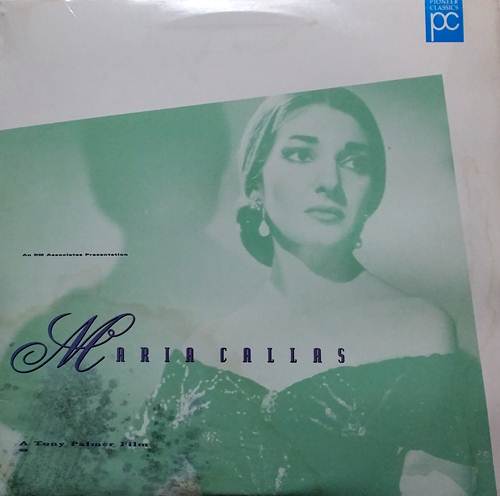 PIONEER
CLASSICS
pc
An RM Associates Presentation
MARIA CALLAS
A Tony Palmer Film